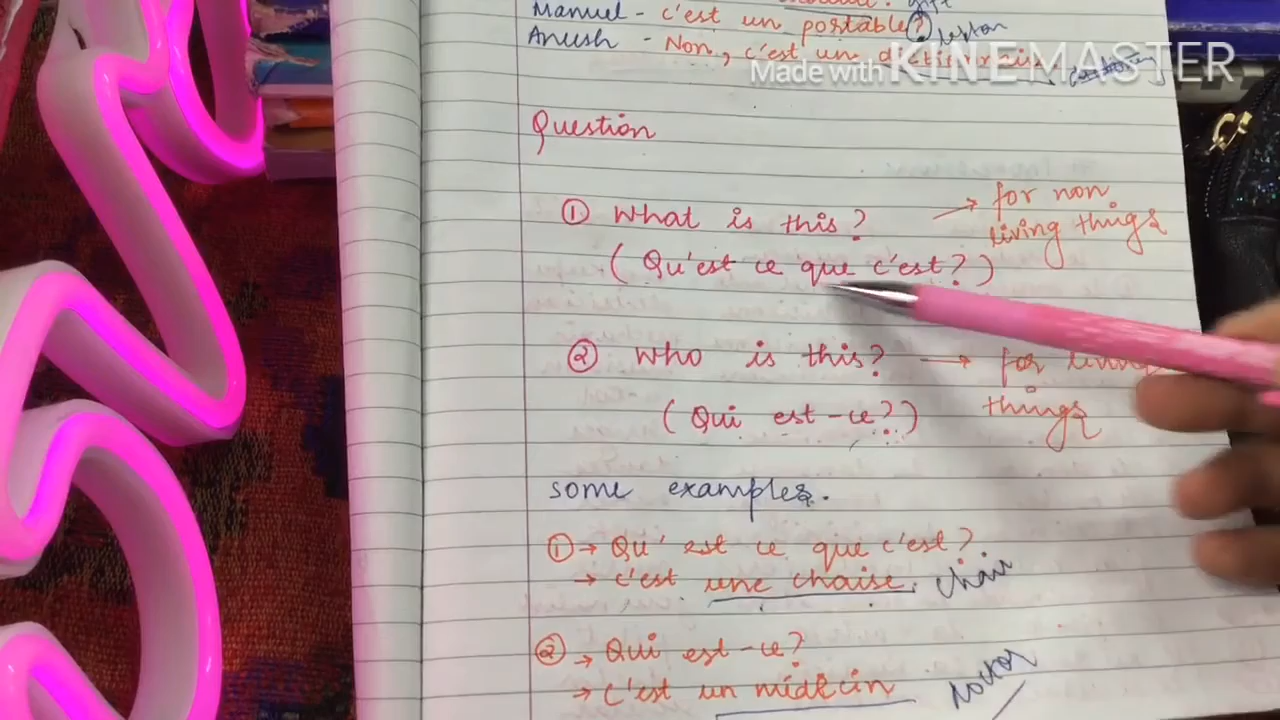 Manuel - c'est un portable?
Anush - Non, c'est un
Made with KINEMASTER
Question
① What is this? → for non
living things
(Qu'est ce que c'est?)
② Who is this? → for living
things
(Qui est-ce?)
some examples.
① → Qu'est ce que c'est?
→ c'est une chaise. chair
② → Qui est-ce?
→ c'est un médecin Doctor